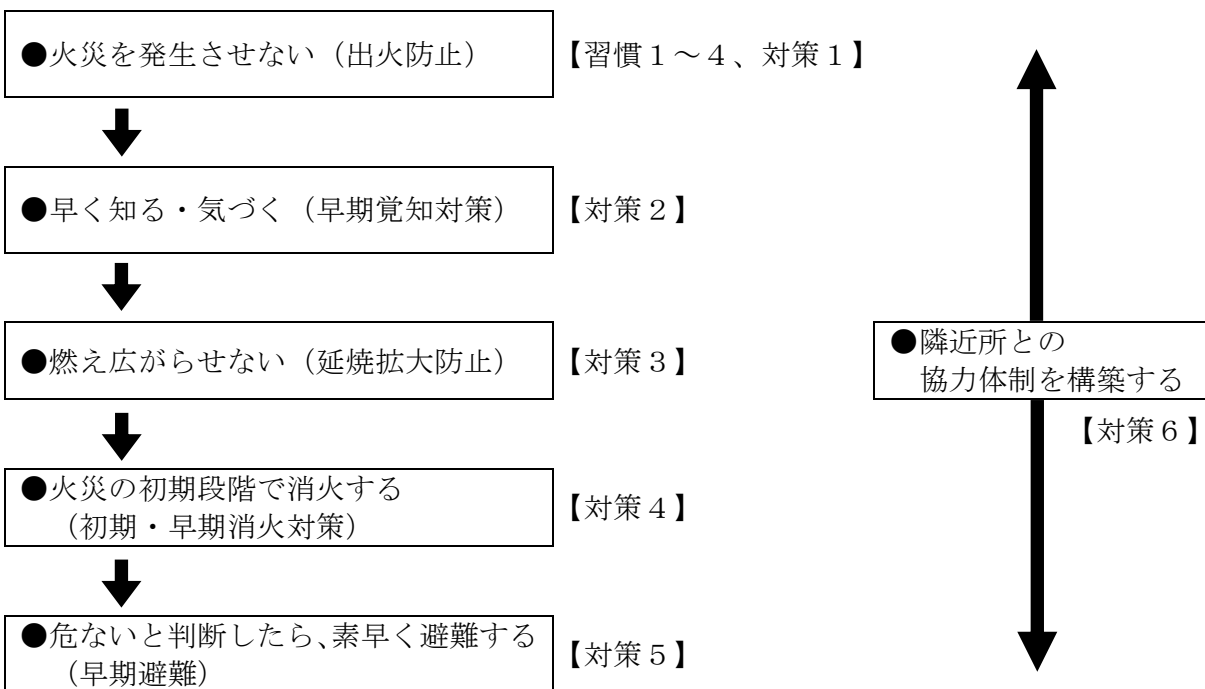 ●火災を発生させない（出火防止）
【習慣１～４、対策１】
●早く知る・気づく（早期覚知対策）
【対策２】
●燃え広がらせない（延焼拡大防止）
【対策３】
●隣近所との
協力体制を構築する
【対策６】
●火災の初期段階で消火する
（初期・早期消火対策）
【対策４】
●危ないと判断したら、素早く避難する
（早期避難）
【対策５】